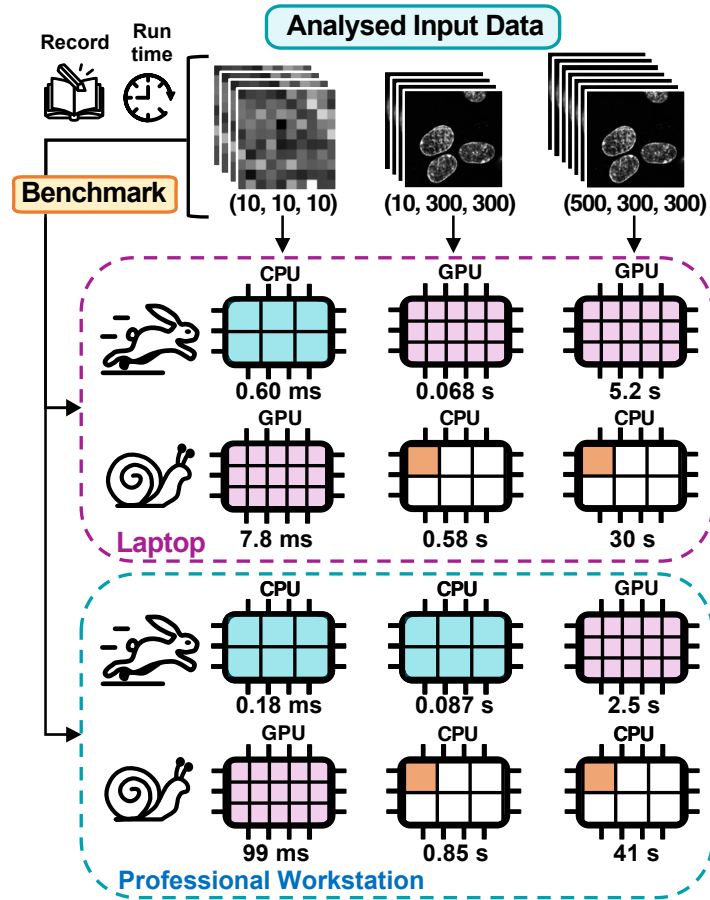 Analysed Input Data
Record
Run
time
Benchmark
(10, 10, 10)
(10, 300, 300)
(500, 300, 300)
CPU
GPU
GPU
0.60 ms
0.068 s
5.2 s
GPU
CPU
CPU
7.8 ms
0.58 s
30 s
Laptop
CPU
CPU
GPU
0.18 ms
0.087 s
2.5 s
GPU
CPU
CPU
99 ms
0.85 s
41 s
Professional Workstation